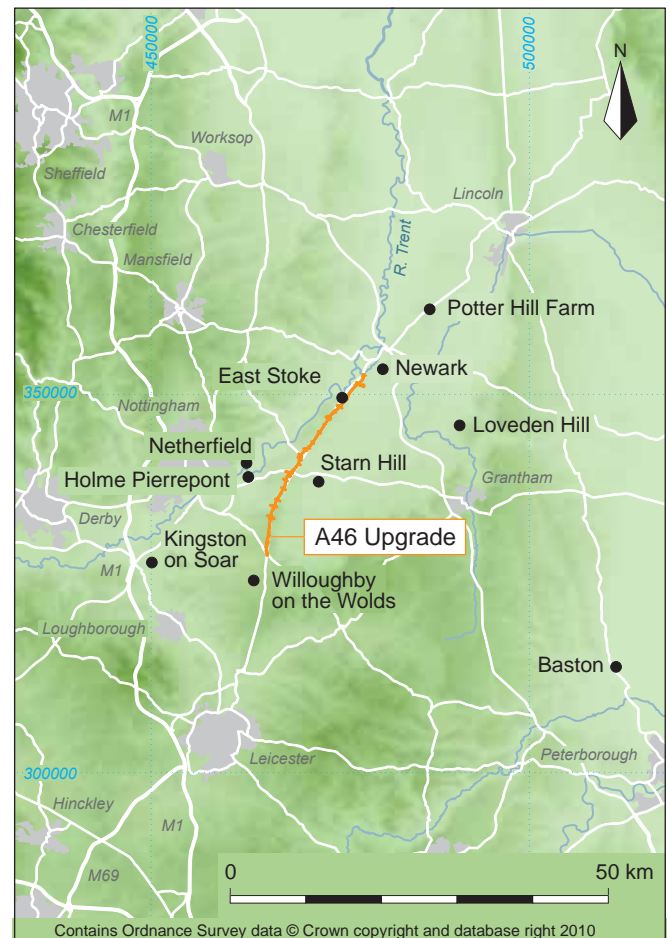 450000
500000
N
M1
Worksop
Sheffield
Lincoln
Chesterfield
R. Trent
Mansfield
Potter Hill Farm
Newark
East Stoke
350000
Nottingham
Loveden Hill
Netherfield
Starn Hill
Holme Pierrepont
Grantham
Derby
A46 Upgrade
Kingston
on Soar
M1
Willoughby
on the Wolds
Loughborough
Baston
Peterborough
Leicester
300000
Hinckley
M1
M69
0
50 km
Contains Ordnance Survey data © Crown copyright and database right 2010